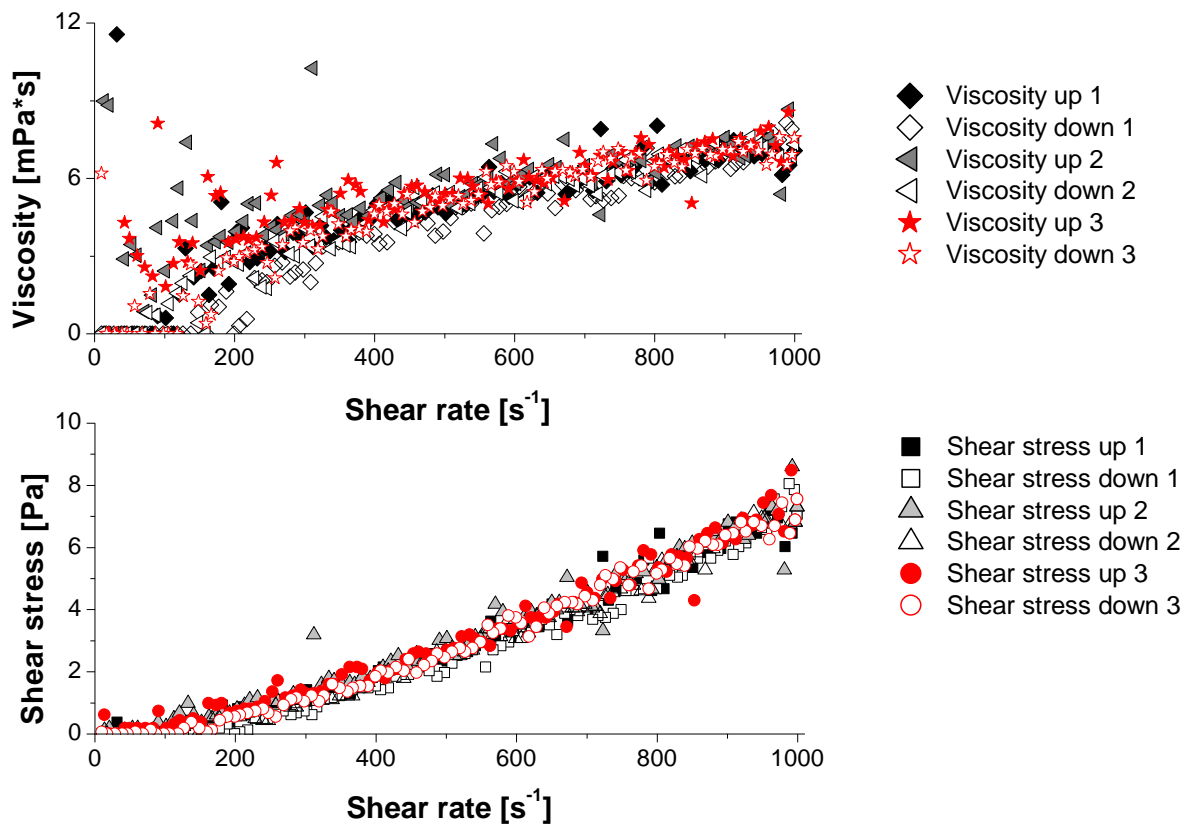 12
6
0
Viscosity [mPa*s]
0 200 400 600 800 1000
Shear rate [s-1]
Viscosity up 1
Viscosity down 1
Viscosity up 2
Viscosity down 2
Viscosity up 3
Viscosity down 3
10
8
6
4
2
0
Shear stress [Pa]
0 200 400 600 800 1000
Shear rate [s-1]
Shear stress up 1
Shear stress down 1
Shear stress up 2
Shear stress down 2
Shear stress up 3
Shear stress down 3